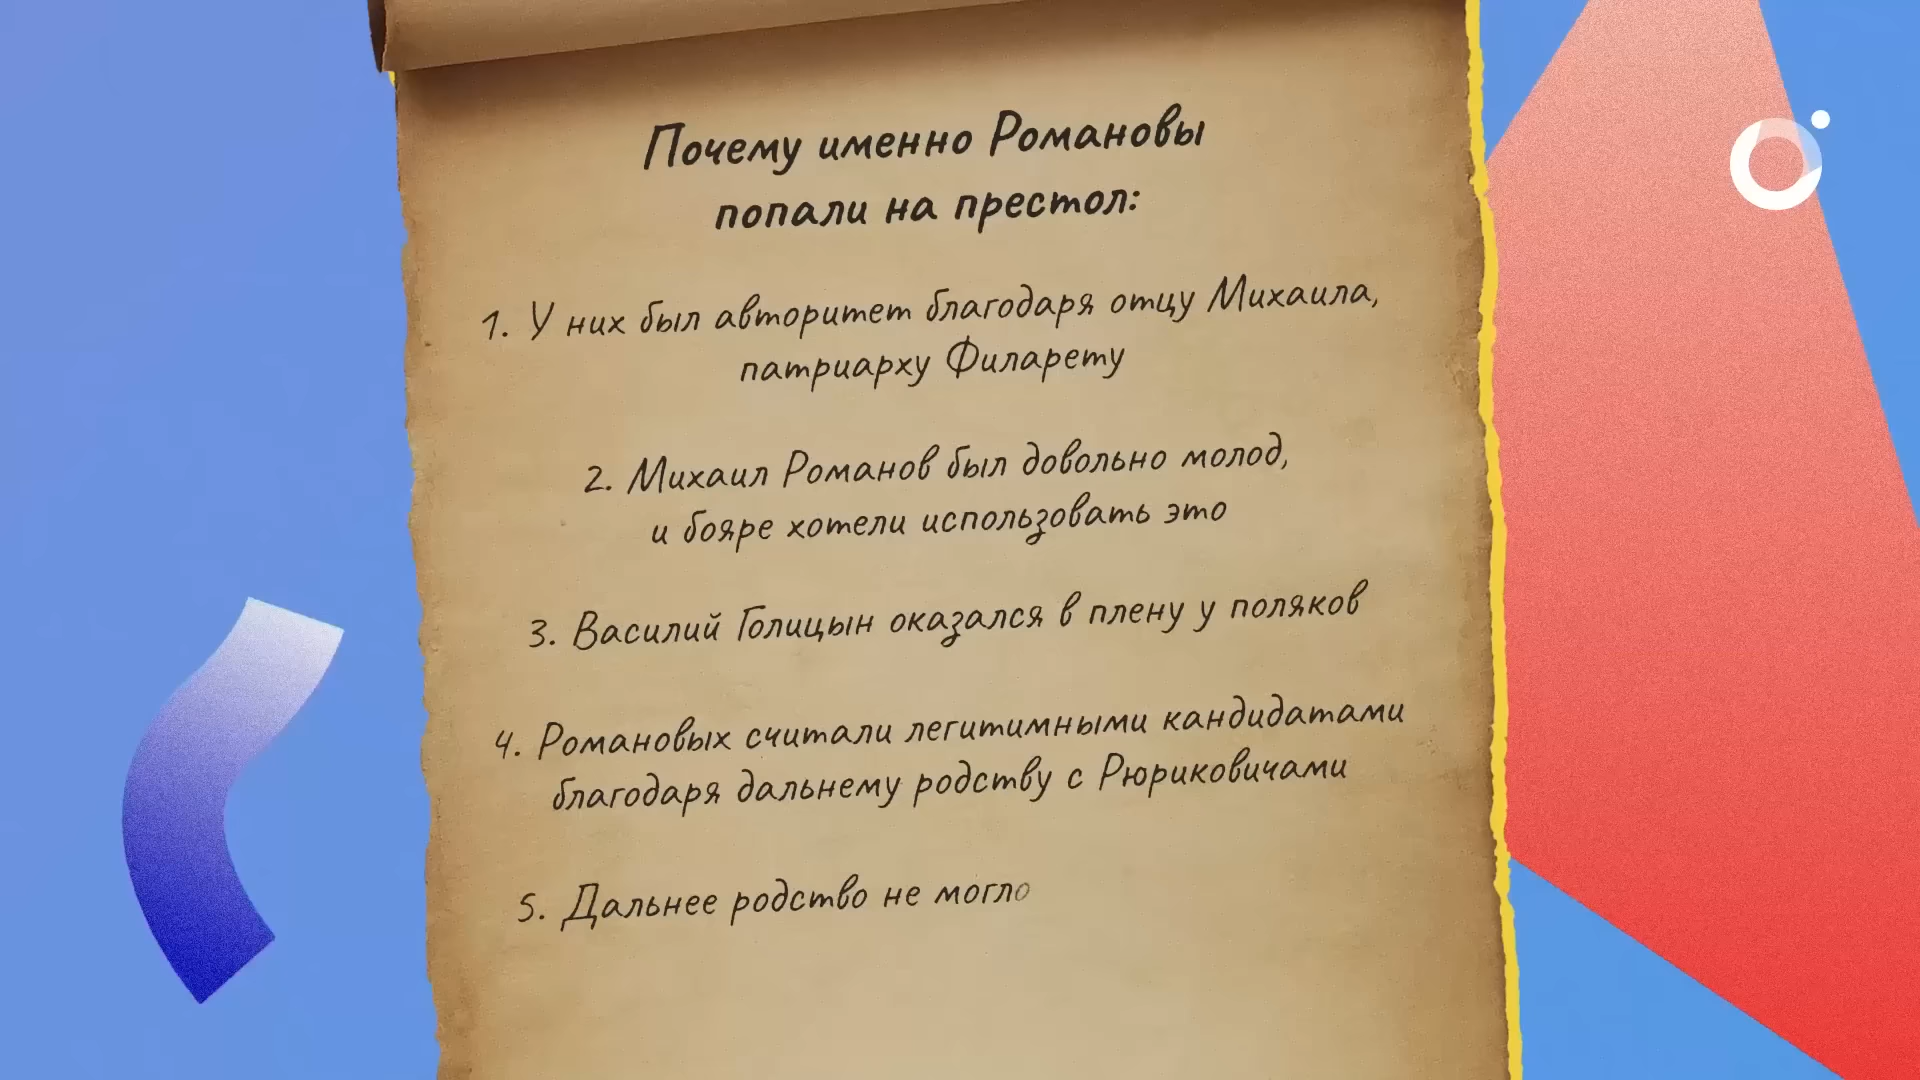 Почему именно Романовы
попали на престол:
1. У них был авторитет благодаря отцу Михаила,
патриарху Филарету
2. Михаил Романов был довольно молод,
и бояре хотели использовать это
3. Василий Голицын оказался в плену у поляков
4. Романовых считали легитимными кандидатами
благодаря дальнему родству с Рюриковичами
5. Дальнее родство не могло